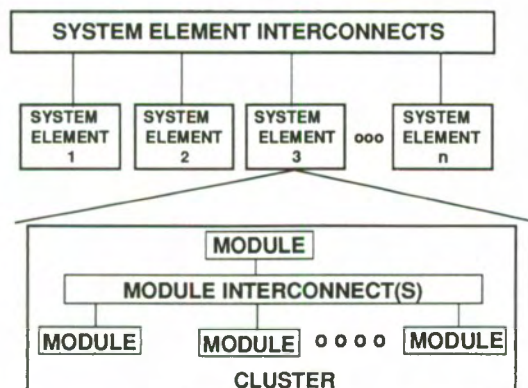 SYSTEM ELEMENT INTERCONNECTS
SYSTEM ELEMENT 1
SYSTEM ELEMENT 2
SYSTEM ELEMENT 3
ooo
SYSTEM ELEMENT n
MODULE
MODULE INTERCONNECT(S)
MODULE
MODULE
o o o o
MODULE
CLUSTER